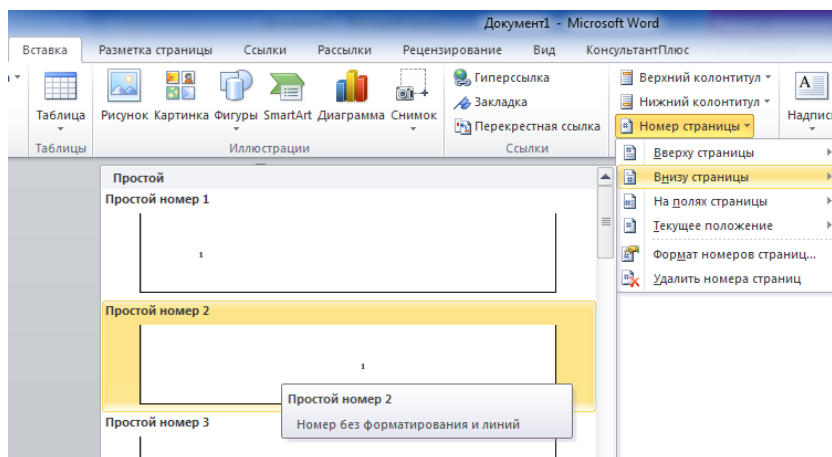 Документ1 - Microsoft Word
Вставка Разметка страницы Ссылки Рассылки Рецензирование Вид КонсультантПлюс
Таблица Рисунок Картинка Фигуры SmartArt Диаграмма Снимок
Гиперссылка
Закладка
Перекрестная ссылка
Верхний колонтитул
Нижний колонтитул
Номер страницы
A
Таблицы Иллюстрации Ссылки
Вверху страницы
Внизу страницы
На полях страницы
Текущее положение
Формат номеров страниц...
Удалить номера страниц
Простой
Простой номер 1
1
Простой номер 2
1
Простой номер 2
Номер без форматирования и линий
Простой номер 3